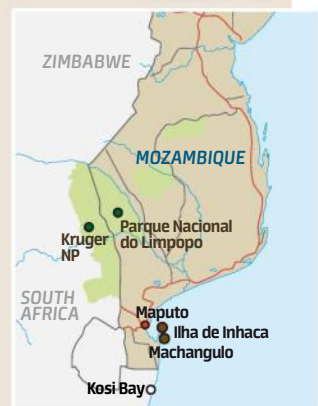 ZIMBABWE
MOZAMBIQUE
Parque Nacional
do Limpopo
Kruger
NP
SOUTH
AFRICA
Maputo
Ilha de Inhaca
Machangulo
Kosi Bay